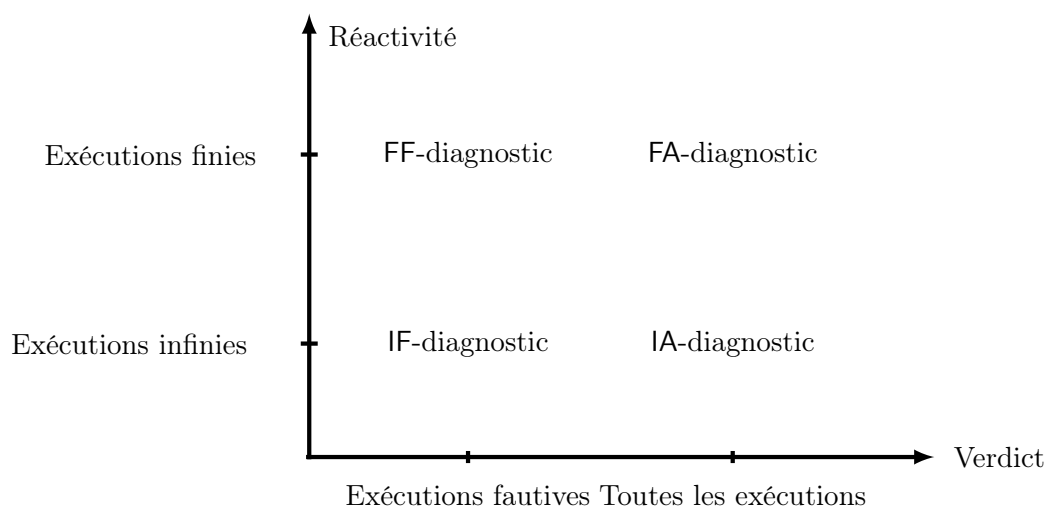 Réactivité
Exécutions finies
FF-diagnostic
FA-diagnostic
Exécutions infinies
IF-diagnostic
IA-diagnostic
Verdict
Exécutions fautives Toutes les exécutions